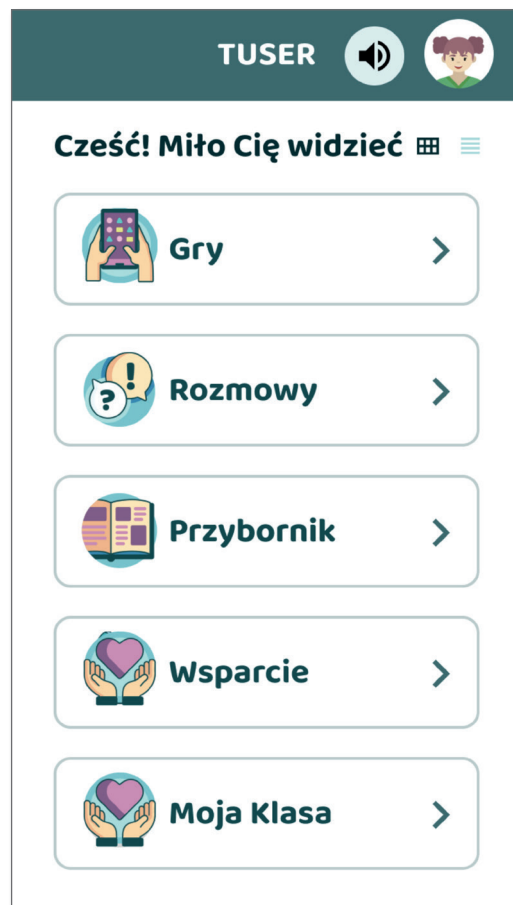 TUSER
Cześć! Miło Cię widzieć
Gry
Rozmowy
Przybornik
Wsparcie
Moja Klasa